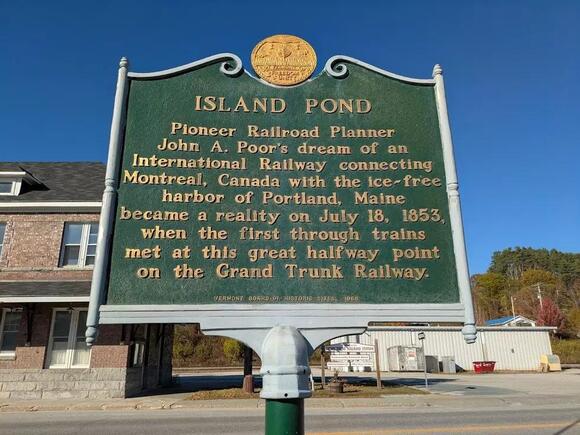 ISLAND POND
Pioneer Railroad Planner
John A. Poor's dream of an
International Railway connecting
Montreal, Canada with the ice-free
harbor of Portland, Maine
became a reality on July 18, 1853,
when the first through trains
met at this great halfway point
on the Grand Trunk Railway.
VERMONT BOARD OF HISTORIC SITES, 1968